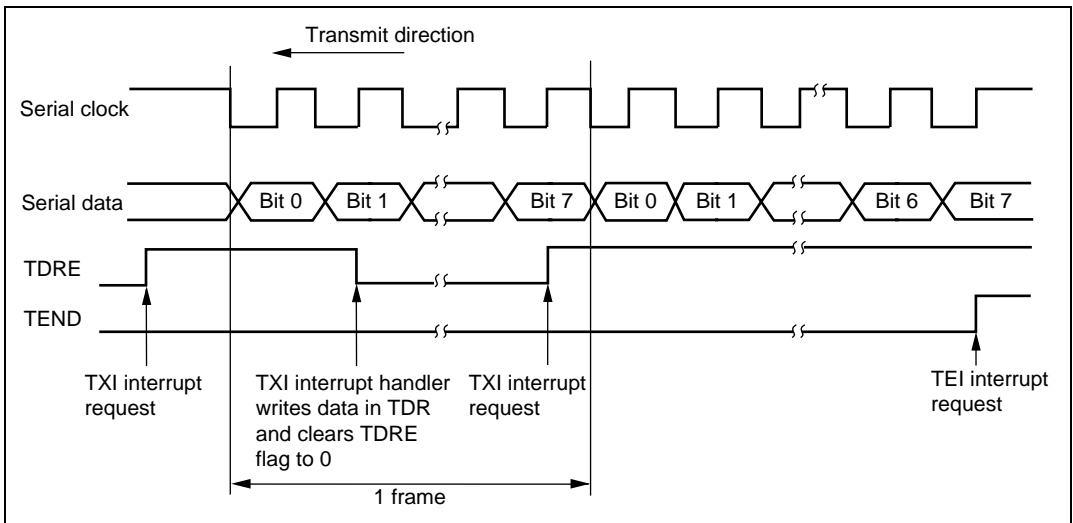 Transmit direction
Serial clock
Serial data
Bit 0
Bit 1
Bit 7
Bit 0
Bit 1
Bit 6
Bit 7
TDRE
TEND
TXI interrupt
request
TXI interrupt handler
writes data in TDR
and clears TDRE
flag to 0
TXI interrupt
request
TEI interrupt
request
1 frame